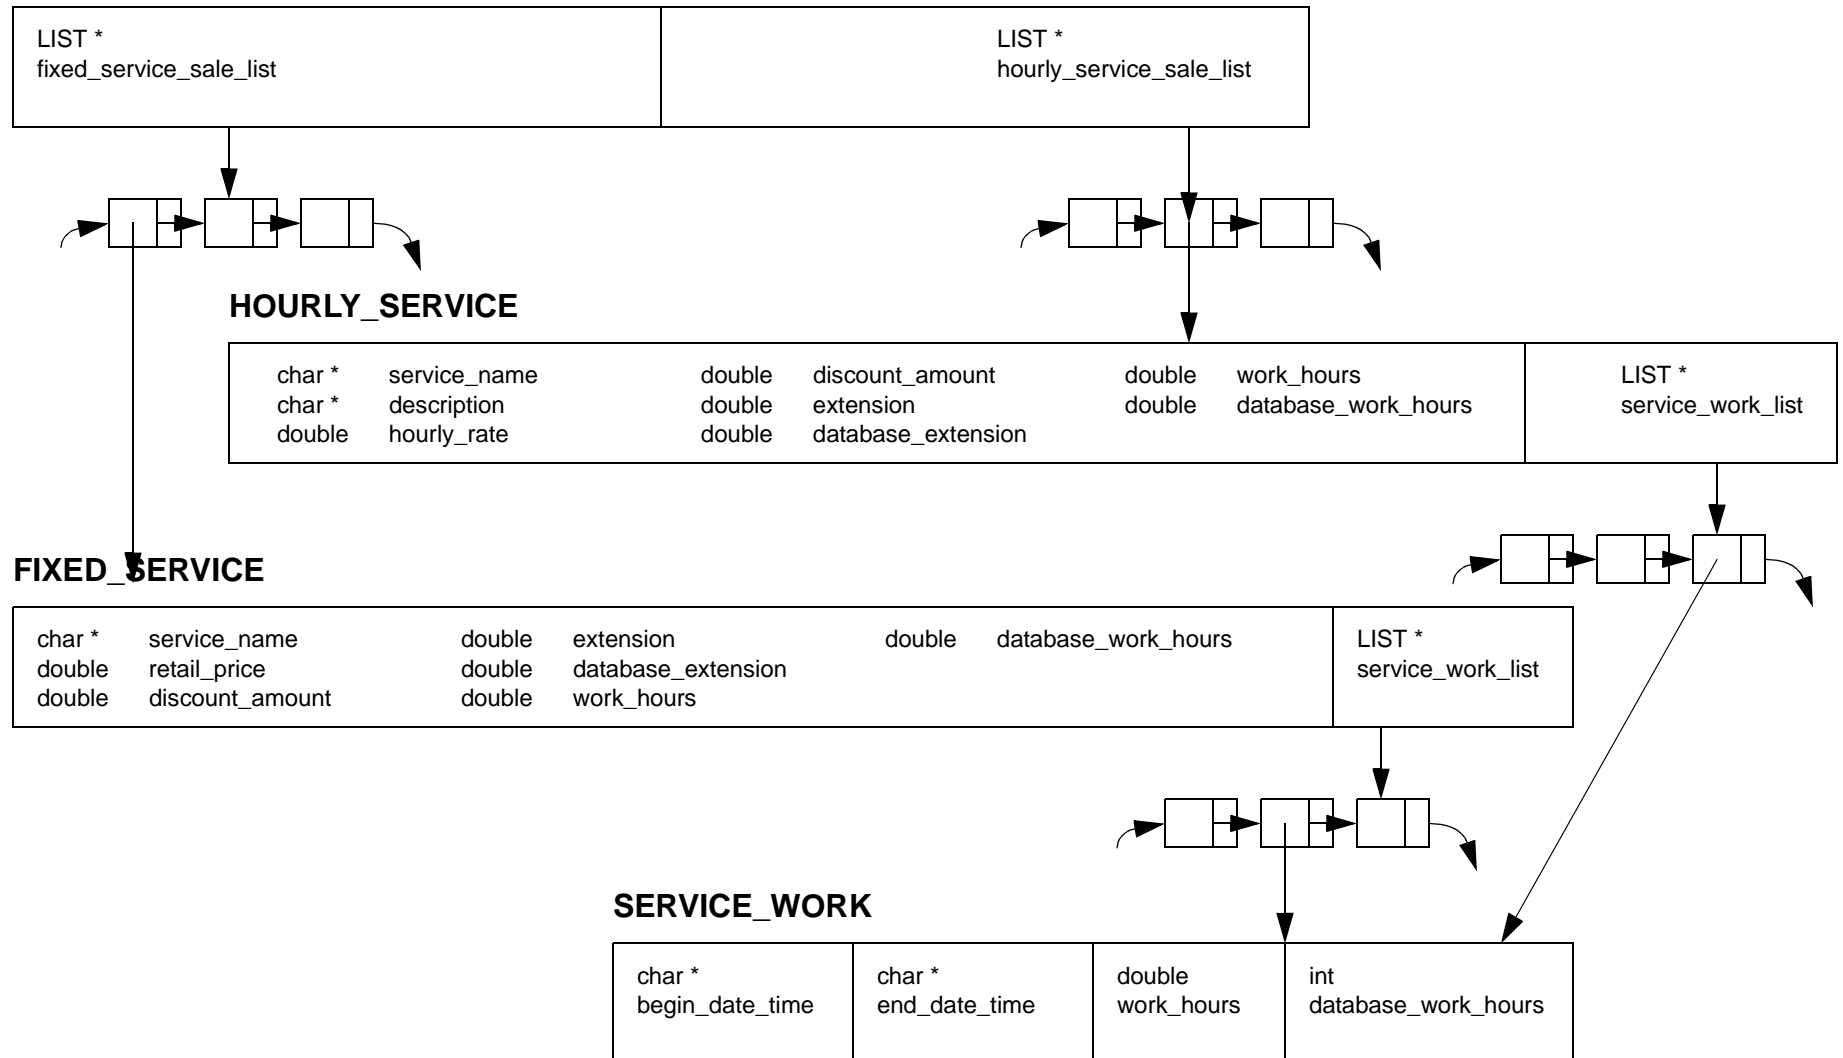 LIST * LIST *
fixed_service_sale_list hourly_service_sale_list
HOURLY_SERVICE
char * service_name double discount_amount double work_hours LIST *
char * description double extension double database_work_hours service_work_list
double hourly_rate double database_extension
FIXED_SERVICE
char * service_name double extension double database_work_hours LIST *
double retail_price double database_extension service_work_list
double discount_amount double work_hours
SERVICE_WORK
char * char * double int
begin_date_time end_date_time work_hours database_work_hours